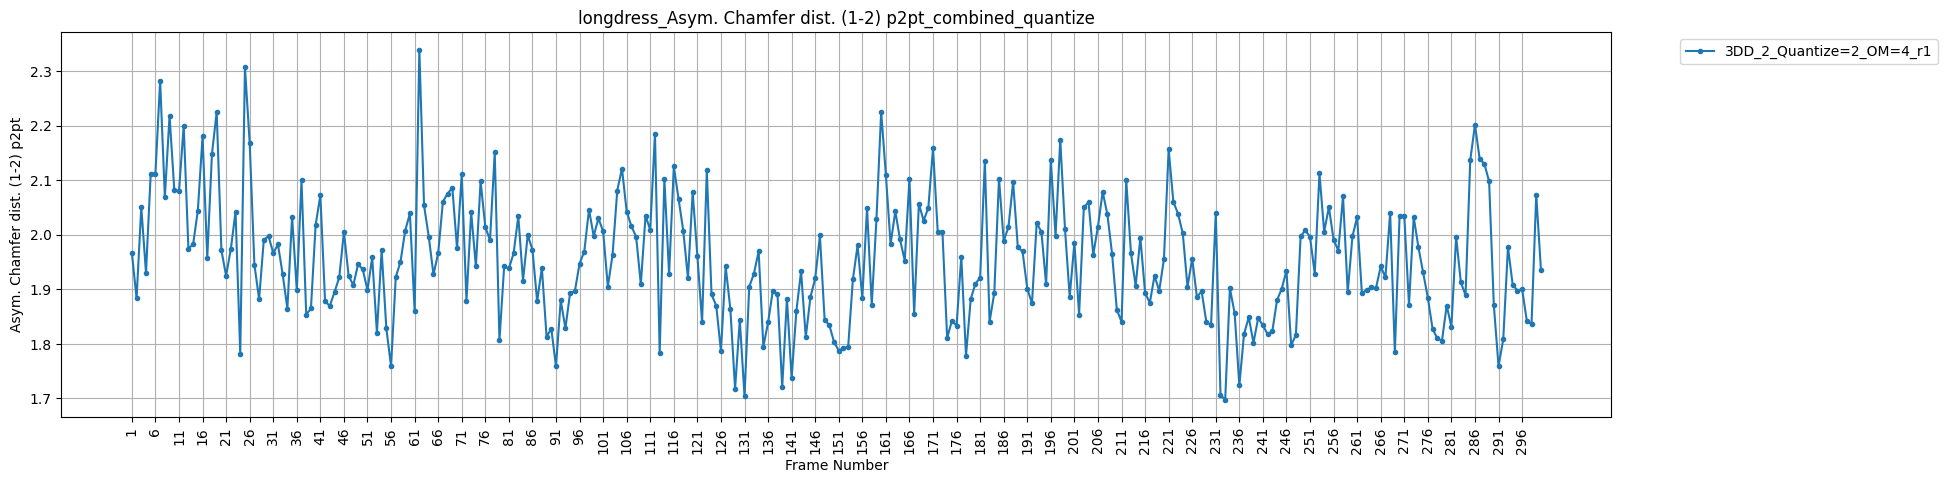 longdress_Asym. Chamfer dist. (1-2) p2pt_combined_quantize
3DD_2_Quantize=2_OM=4_r1
Asym. Chamfer dist. (1-2) p2pt
2.3
2.2
2.1
2.0
1.9
1.8
1.7
1 6 11 16 21 26 31 36 41 46 51 56 61 66 71 76 81 86 91 96 101 106 111 116 121 126 131 136 141 146 151 156 161 166 171 176 181 186 191 196 201 206 211 216 221 226 231 236 241 246 251 256 261 266 271 276 281 286 291 296
Frame Number